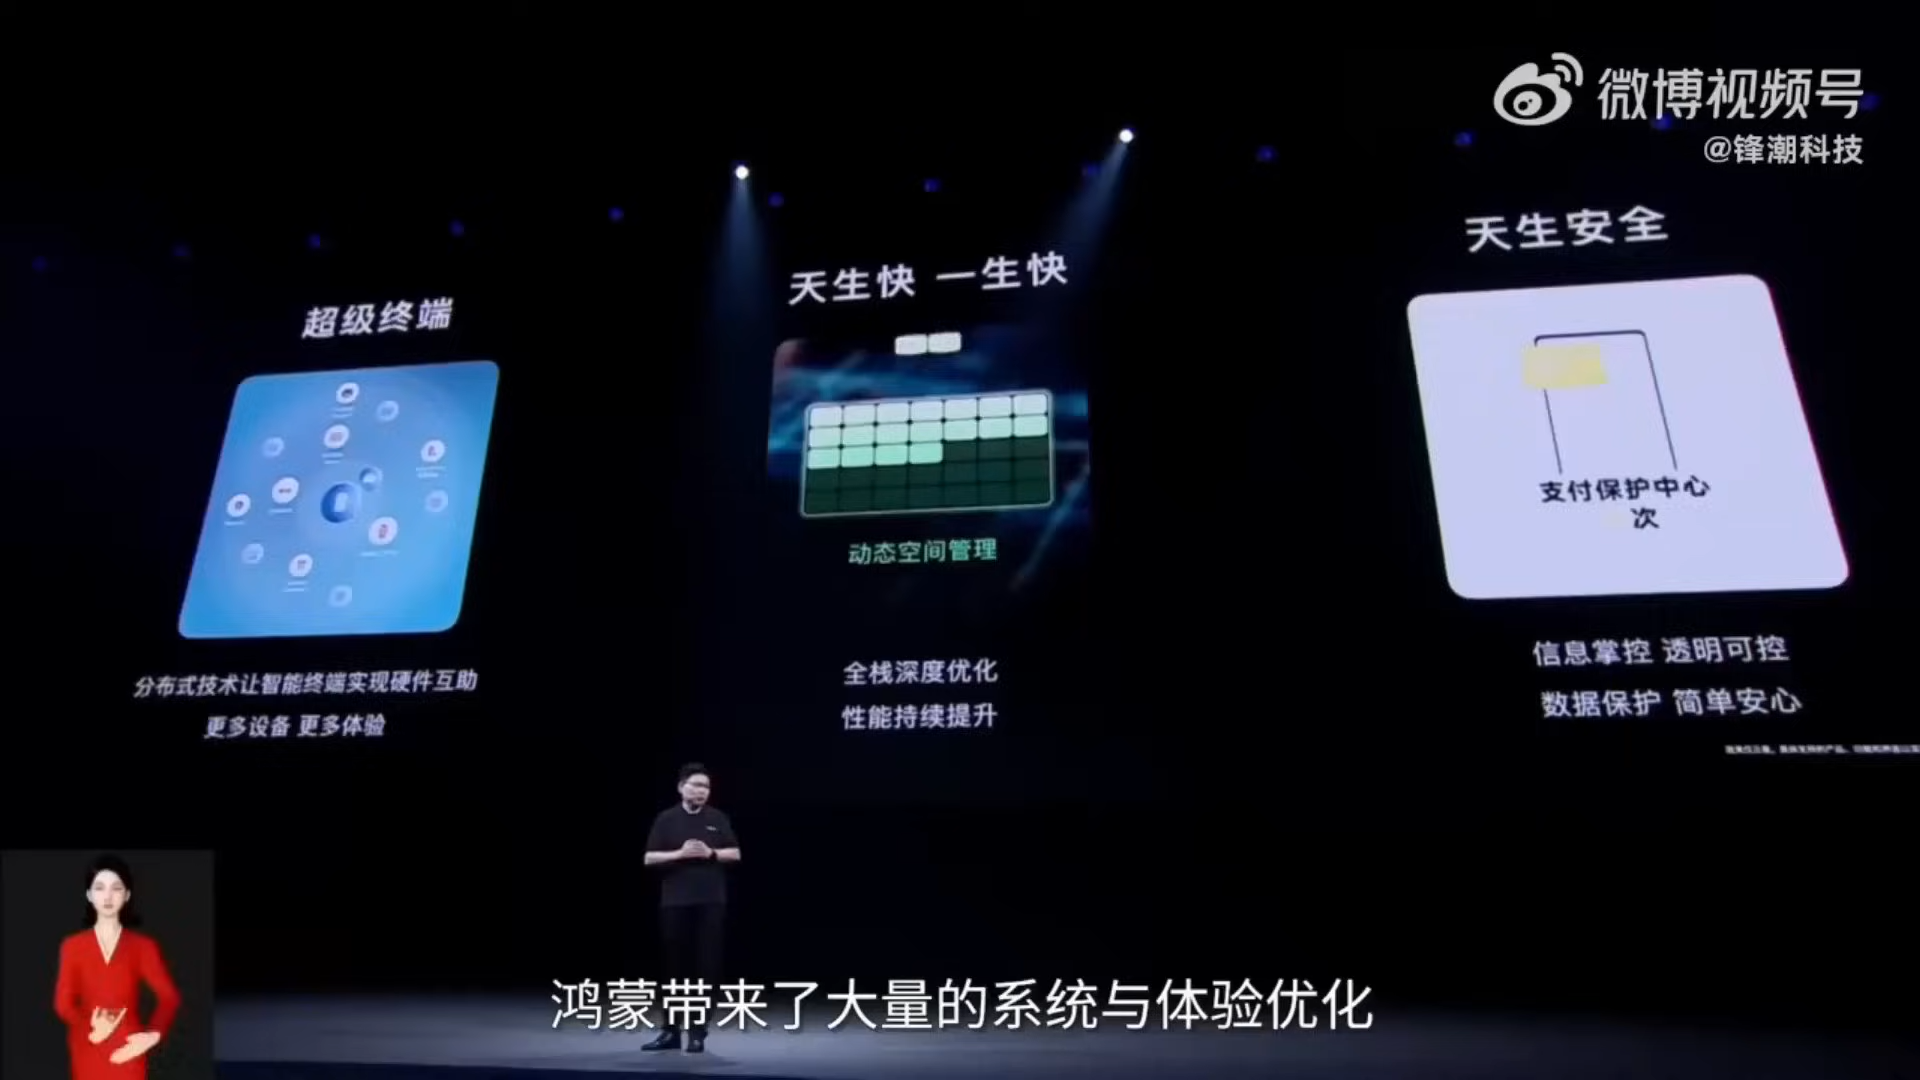 微博视频号
@锋潮科技
超级终端
分布式技术让智能终端实现硬件互助
更多设备 更多体验
天生快 一生快
动态空间管理
全栈深度优化
性能持续提升
天生安全
支付保护中心
次
信息掌控 透明可控
数据保护 简单安心
鸿蒙带来了大量的系统与体验优化